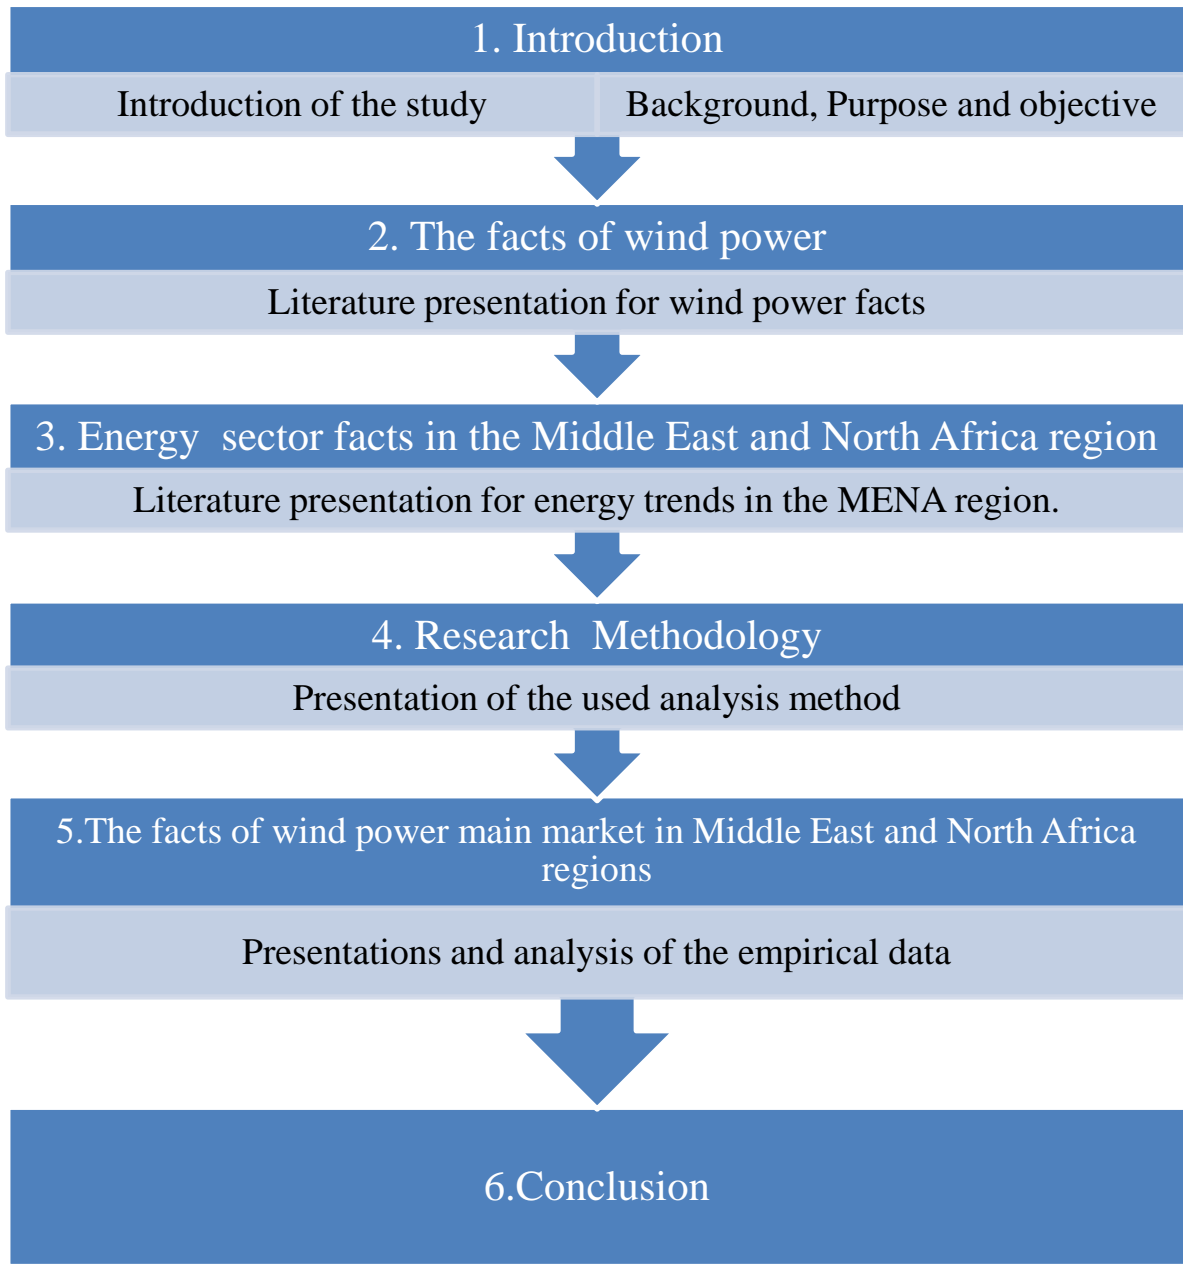 1. Introduction
Introduction of the study
Background, Purpose and objective
2. The facts of wind power
Literature presentation for wind power facts
3. Energy  sector facts in the Middle East and North Africa region
Literature presentation for energy trends in the MENA region.
4. Research  Methodology
Presentation of the used analysis method
5.The facts of wind power main market in Middle East and North Africa
regions
Presentations and analysis of the empirical data
6.Conclusion